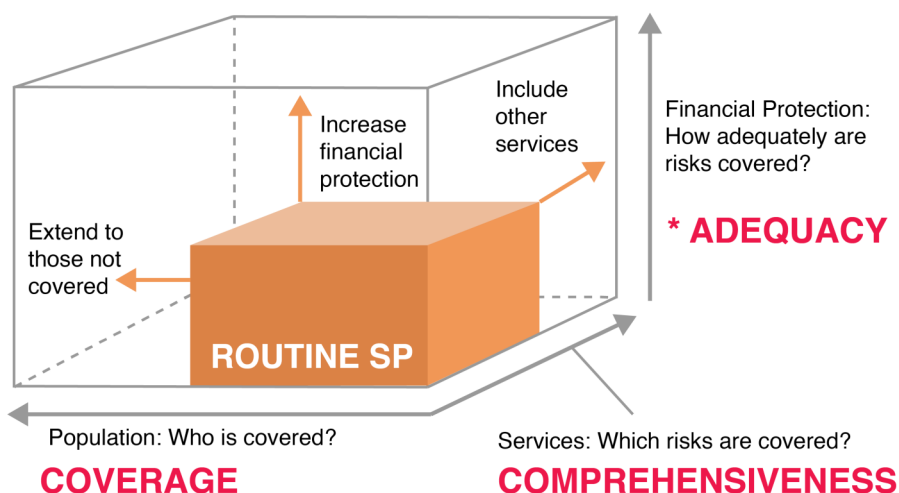 Include
other
services
Increase
financial
protection
Financial Protection:
How adequately are
risks covered?
* ADEQUACY
Extend to
those not
covered
ROUTINE SP
Population: Who is covered?
COVERAGE
Services: Which risks are covered?
COMPREHENSIVENESS